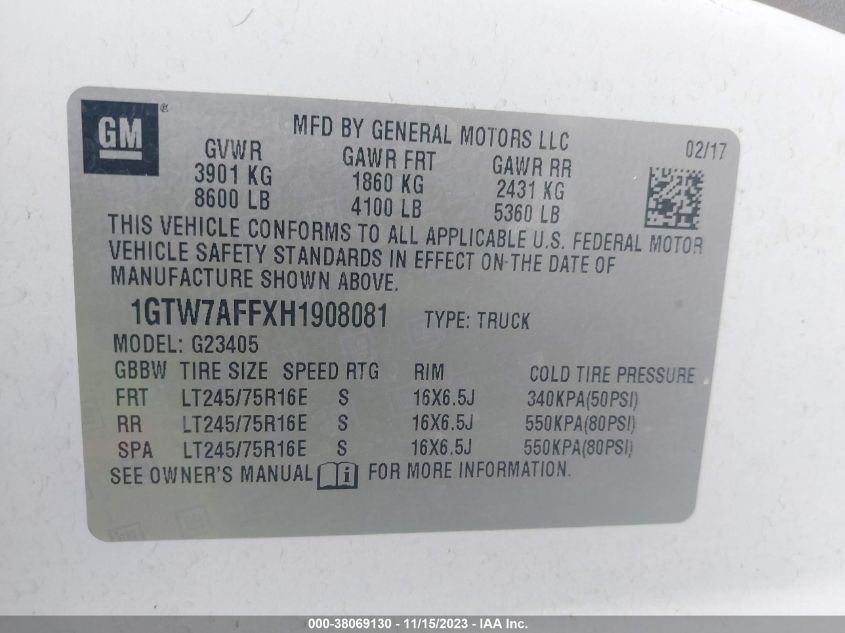 GM ®
MFD BY GENERAL MOTORS LLC 02/17
GVWR GAWR FRT GAWR RR
3901 KG 1860 KG 2431 KG
8600 LB 4100 LB 5360 LB
THIS VEHICLE CONFORMS TO ALL APPLICABLE U.S. FEDERAL MOTOR
VEHICLE SAFETY STANDARDS IN EFFECT ON THE DATE OF
MANUFACTURE SHOWN ABOVE.
1GTW7AFFXH1908081 TYPE: TRUCK
MODEL: G23405
GBBW TIRE SIZE SPEED RTG RIM COLD TIRE PRESSURE
FRT LT245/75R16E S 16X6.5J 340KPA(50PSI)
RR LT245/75R16E S 16X6.5J 550KPA(80PSI)
SPA LT245/75R16E S 16X6.5J 550KPA(80PSI)
SEE OWNER'S MANUAL i FOR MORE INFORMATION.
000-38069130 - 11/15/2023 - IAA Inc.